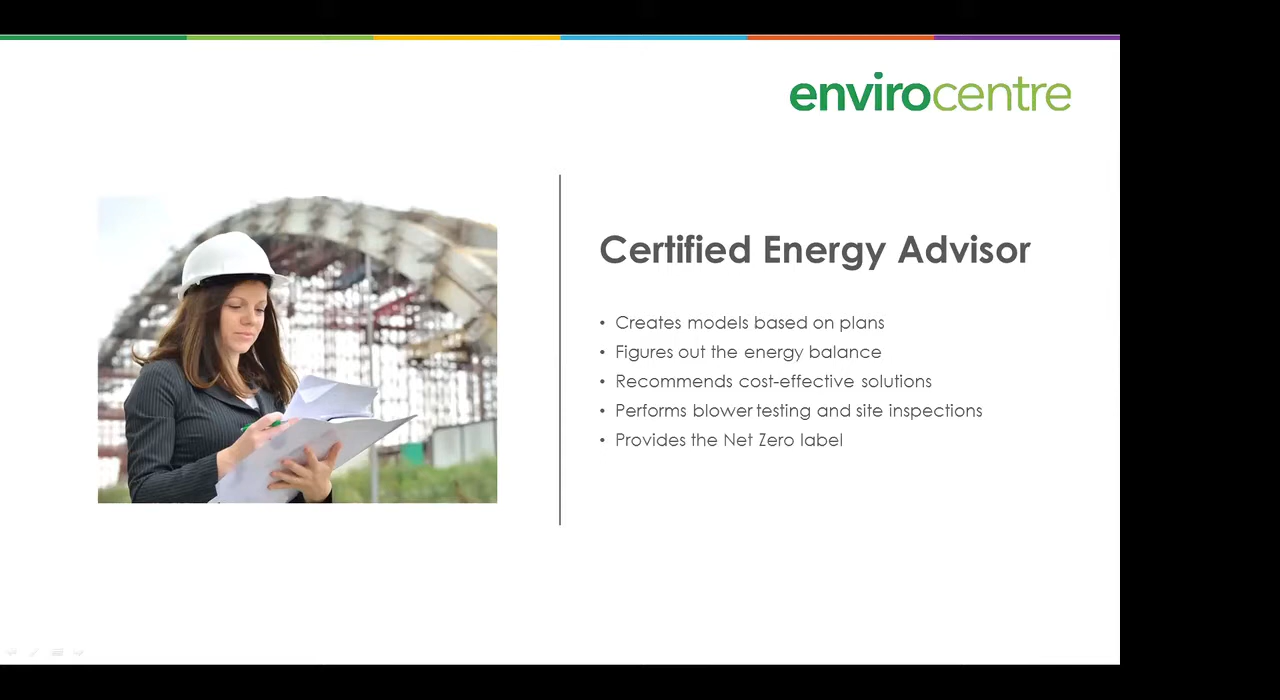 envirocentre
Certified Energy Advisor
• Creates models based on plans
• Figures out the energy balance
• Recommends cost-effective solutions
• Performs blower testing and site inspections
• Provides the Net Zero label